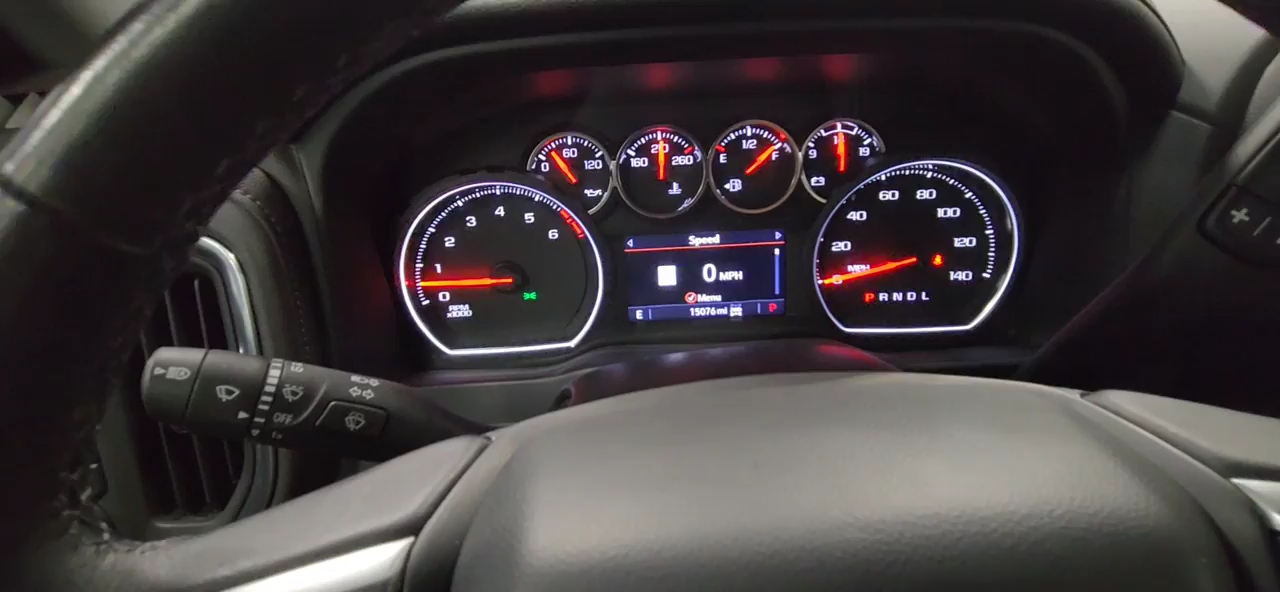 0 60 120
160 210 260
E 1/2 F
9 19
0 1 2 3 4 5 6
RPM
x1000
Speed
0 MPH
Menu
E 15076 mi P
0 20 40 60 80 100 120 140
MPH
P R N D L
OFF